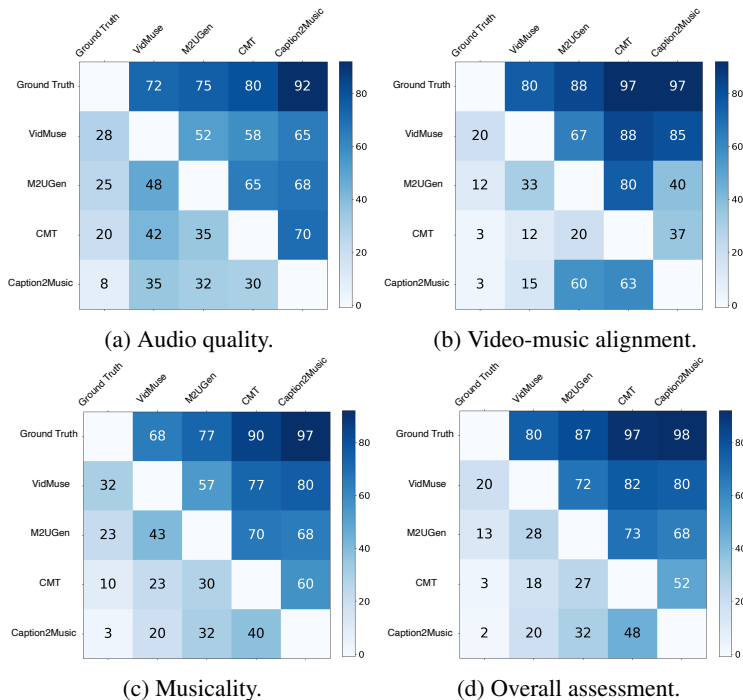 Ground Truth VidMuse M2UGen CMT Caption2Music
Ground Truth 72 75 80 92
VidMuse 28 52 58 65
M2UGen 25 48 65 68
CMT 20 42 35 70
Caption2Music 8 35 32 30
80
60
40
20
0
(a) Audio quality.
Ground Truth VidMuse M2UGen CMT Caption2Music
Ground Truth 80 88 97 97
VidMuse 20 67 88 85
M2UGen 12 33 80 40
CMT 3 12 20 37
Caption2Music 3 15 60 63
80
60
40
20
0
(b) Video-music alignment.
Ground Truth VidMuse M2UGen CMT Caption2Music
Ground Truth 68 77 90 97
VidMuse 32 57 77 80
M2UGen 23 43 70 68
CMT 10 23 30 60
Caption2Music 3 20 32 40
80
60
40
20
0
(c) Musicality.
Ground Truth VidMuse M2UGen CMT Caption2Music
Ground Truth 80 87 97 98
VidMuse 20 72 82 80
M2UGen 13 28 73 68
CMT 3 18 27 52
Caption2Music 2 20 32 48
80
60
40
20
0
(d) Overall assessment.